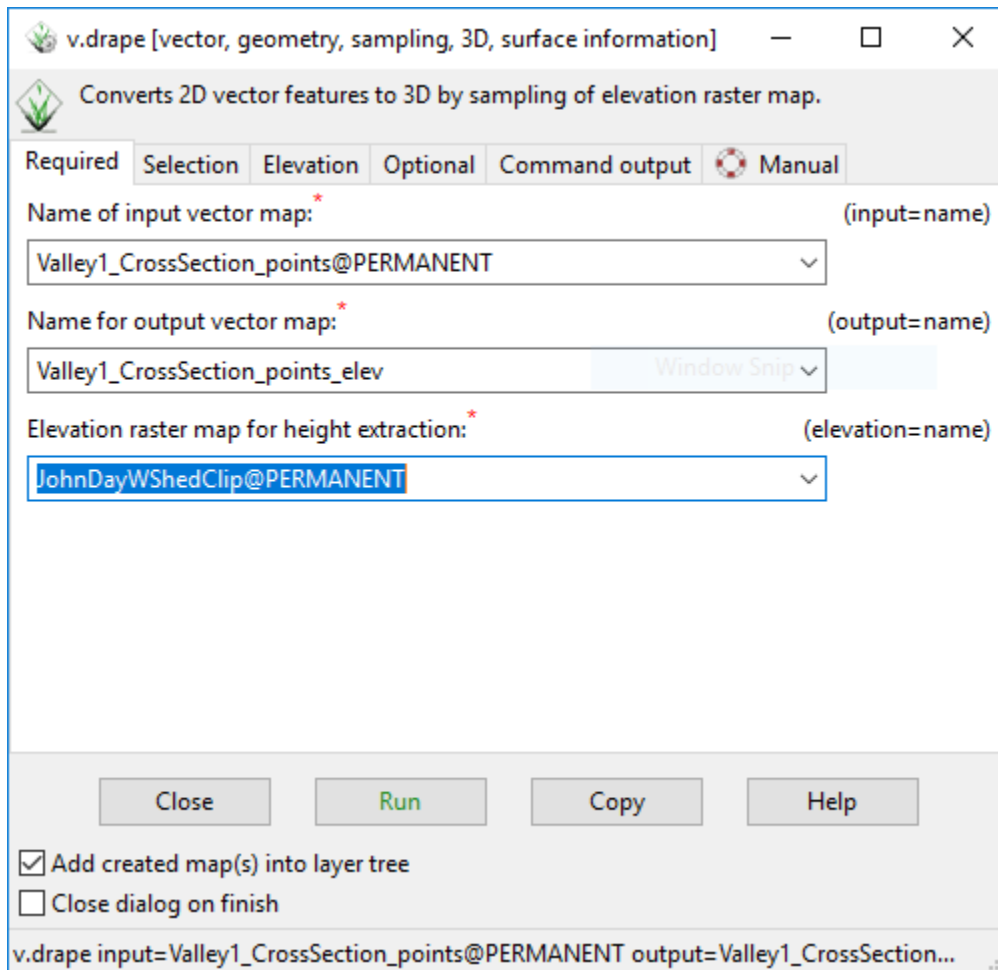 v.drape [vector, geometry, sampling, 3D, surface information]
Converts 2D vector features to 3D by sampling of elevation raster map.
Required Selection Elevation Optional Command output Manual
Name of input vector map:* (input=name)
Valley1_CrossSection_points@PERMANENT
Name for output vector map:* (output=name)
Valley1_CrossSection_points_elev Window Snip
Elevation raster map for height extraction:* (elevation=name)
JohnDayWShedClip@PERMANENT
Close Run Copy Help
Add created map(s) into layer tree
Close dialog on finish
v.drape input=Valley1_CrossSection_points@PERMANENT output=Valley1_CrossSection...